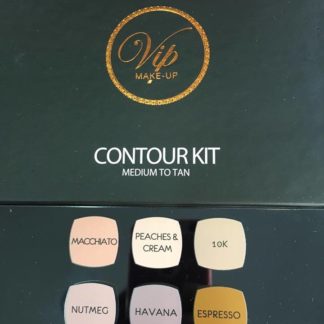 Vip
MAKE-UP
CONTOUR KIT
MEDIUM TO TAN
MACCHIATO
PEACHES &
CREAM
10K
NUTMEG
HAVANA
ESPRESSO